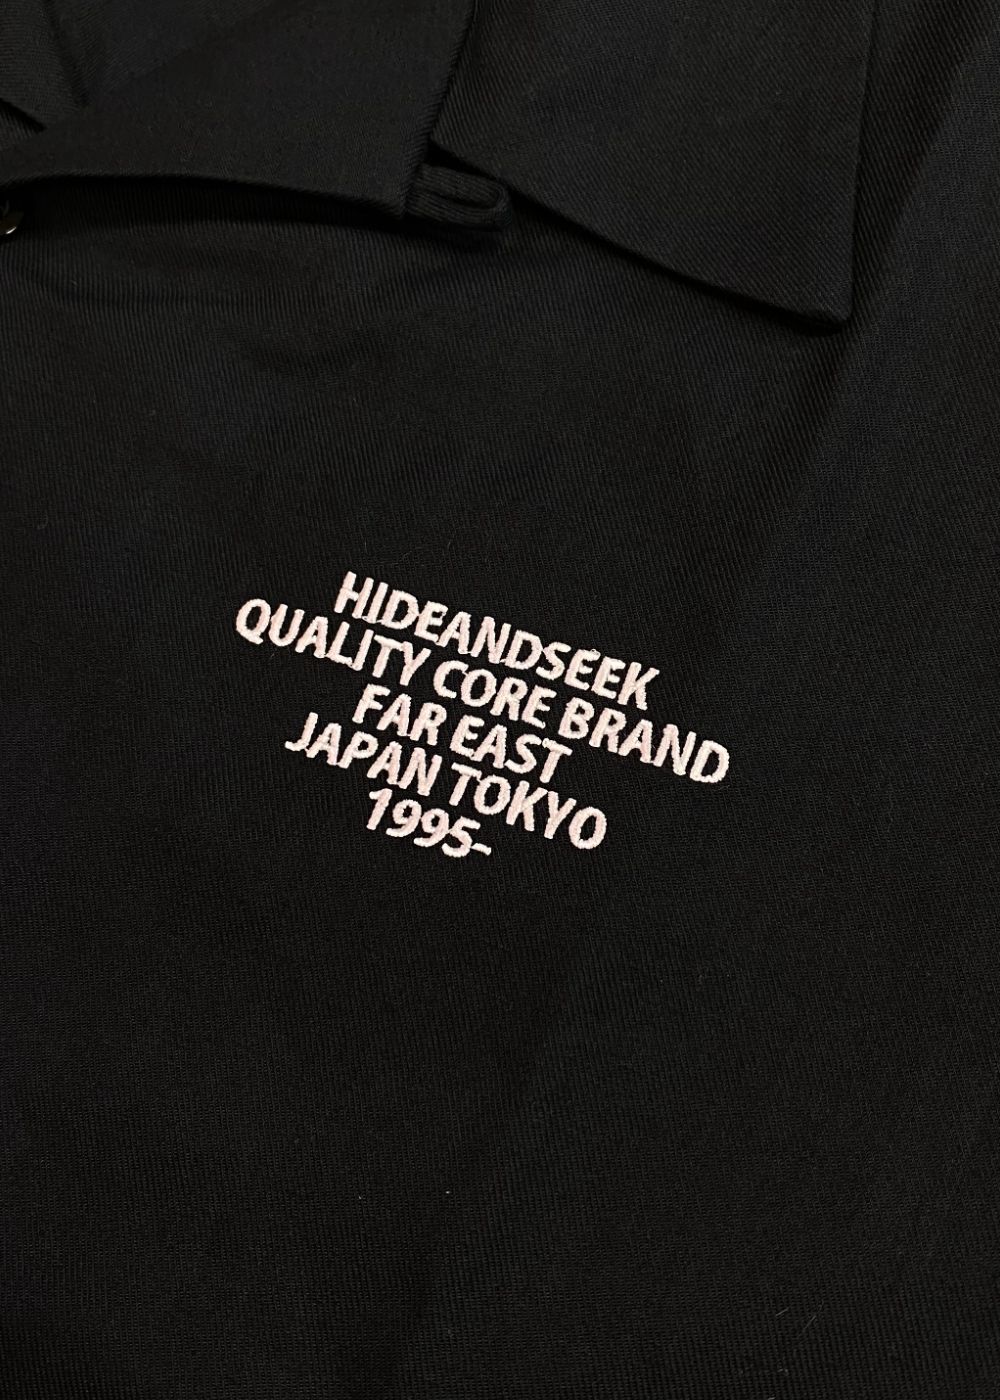 HIDEANDSEEK
QUALITY CORE BRAND
FAR EAST
JAPAN TOKYO
1995-